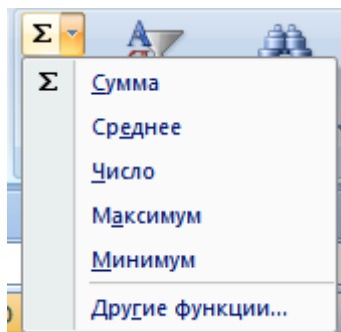 Σ
Σ Сумма
Среднее
Число
Максимум
Минимум
Другие функции...